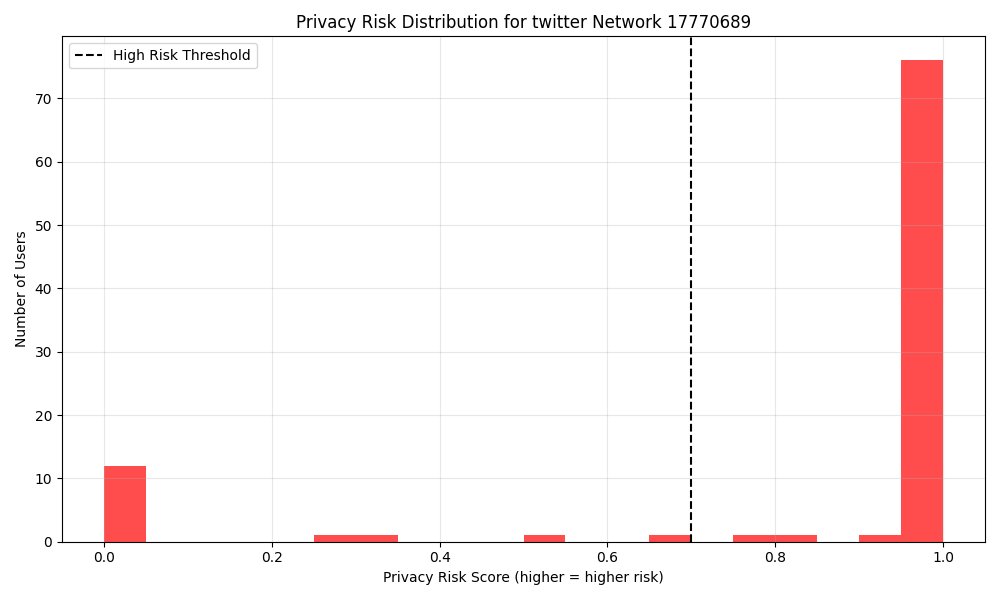 Privacy Risk Distribution for twitter Network 17770689
High Risk Threshold
Number of Users
70
60
50
40
30
20
10
0
0.0 0.2 0.4 0.6 0.8 1.0
Privacy Risk Score (higher = higher risk)